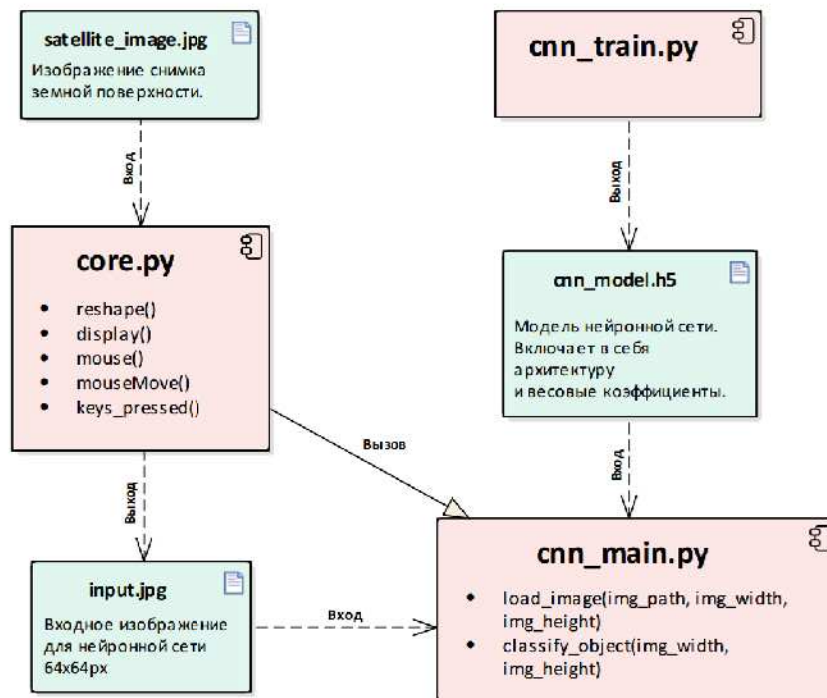 satellite_image.jpg
Изображение снимка
земной поверхности.
cnn_train.py
Вход
Выход
core.py
• reshape()
• display()
• mouse()
• mouseMove()
• keys_pressed()
cnn_model.h5
Модель нейронной сети.
Включает в себя
архитектуру
и весовые коэффициенты.
Вызов
Выход
Вход
input.jpg
Входное изображение
для нейронной сети
64x64px
Вход
cnn_main.py
• load_image(img_path, img_width,
img_height)
• classify_object(img_width,
img_height)